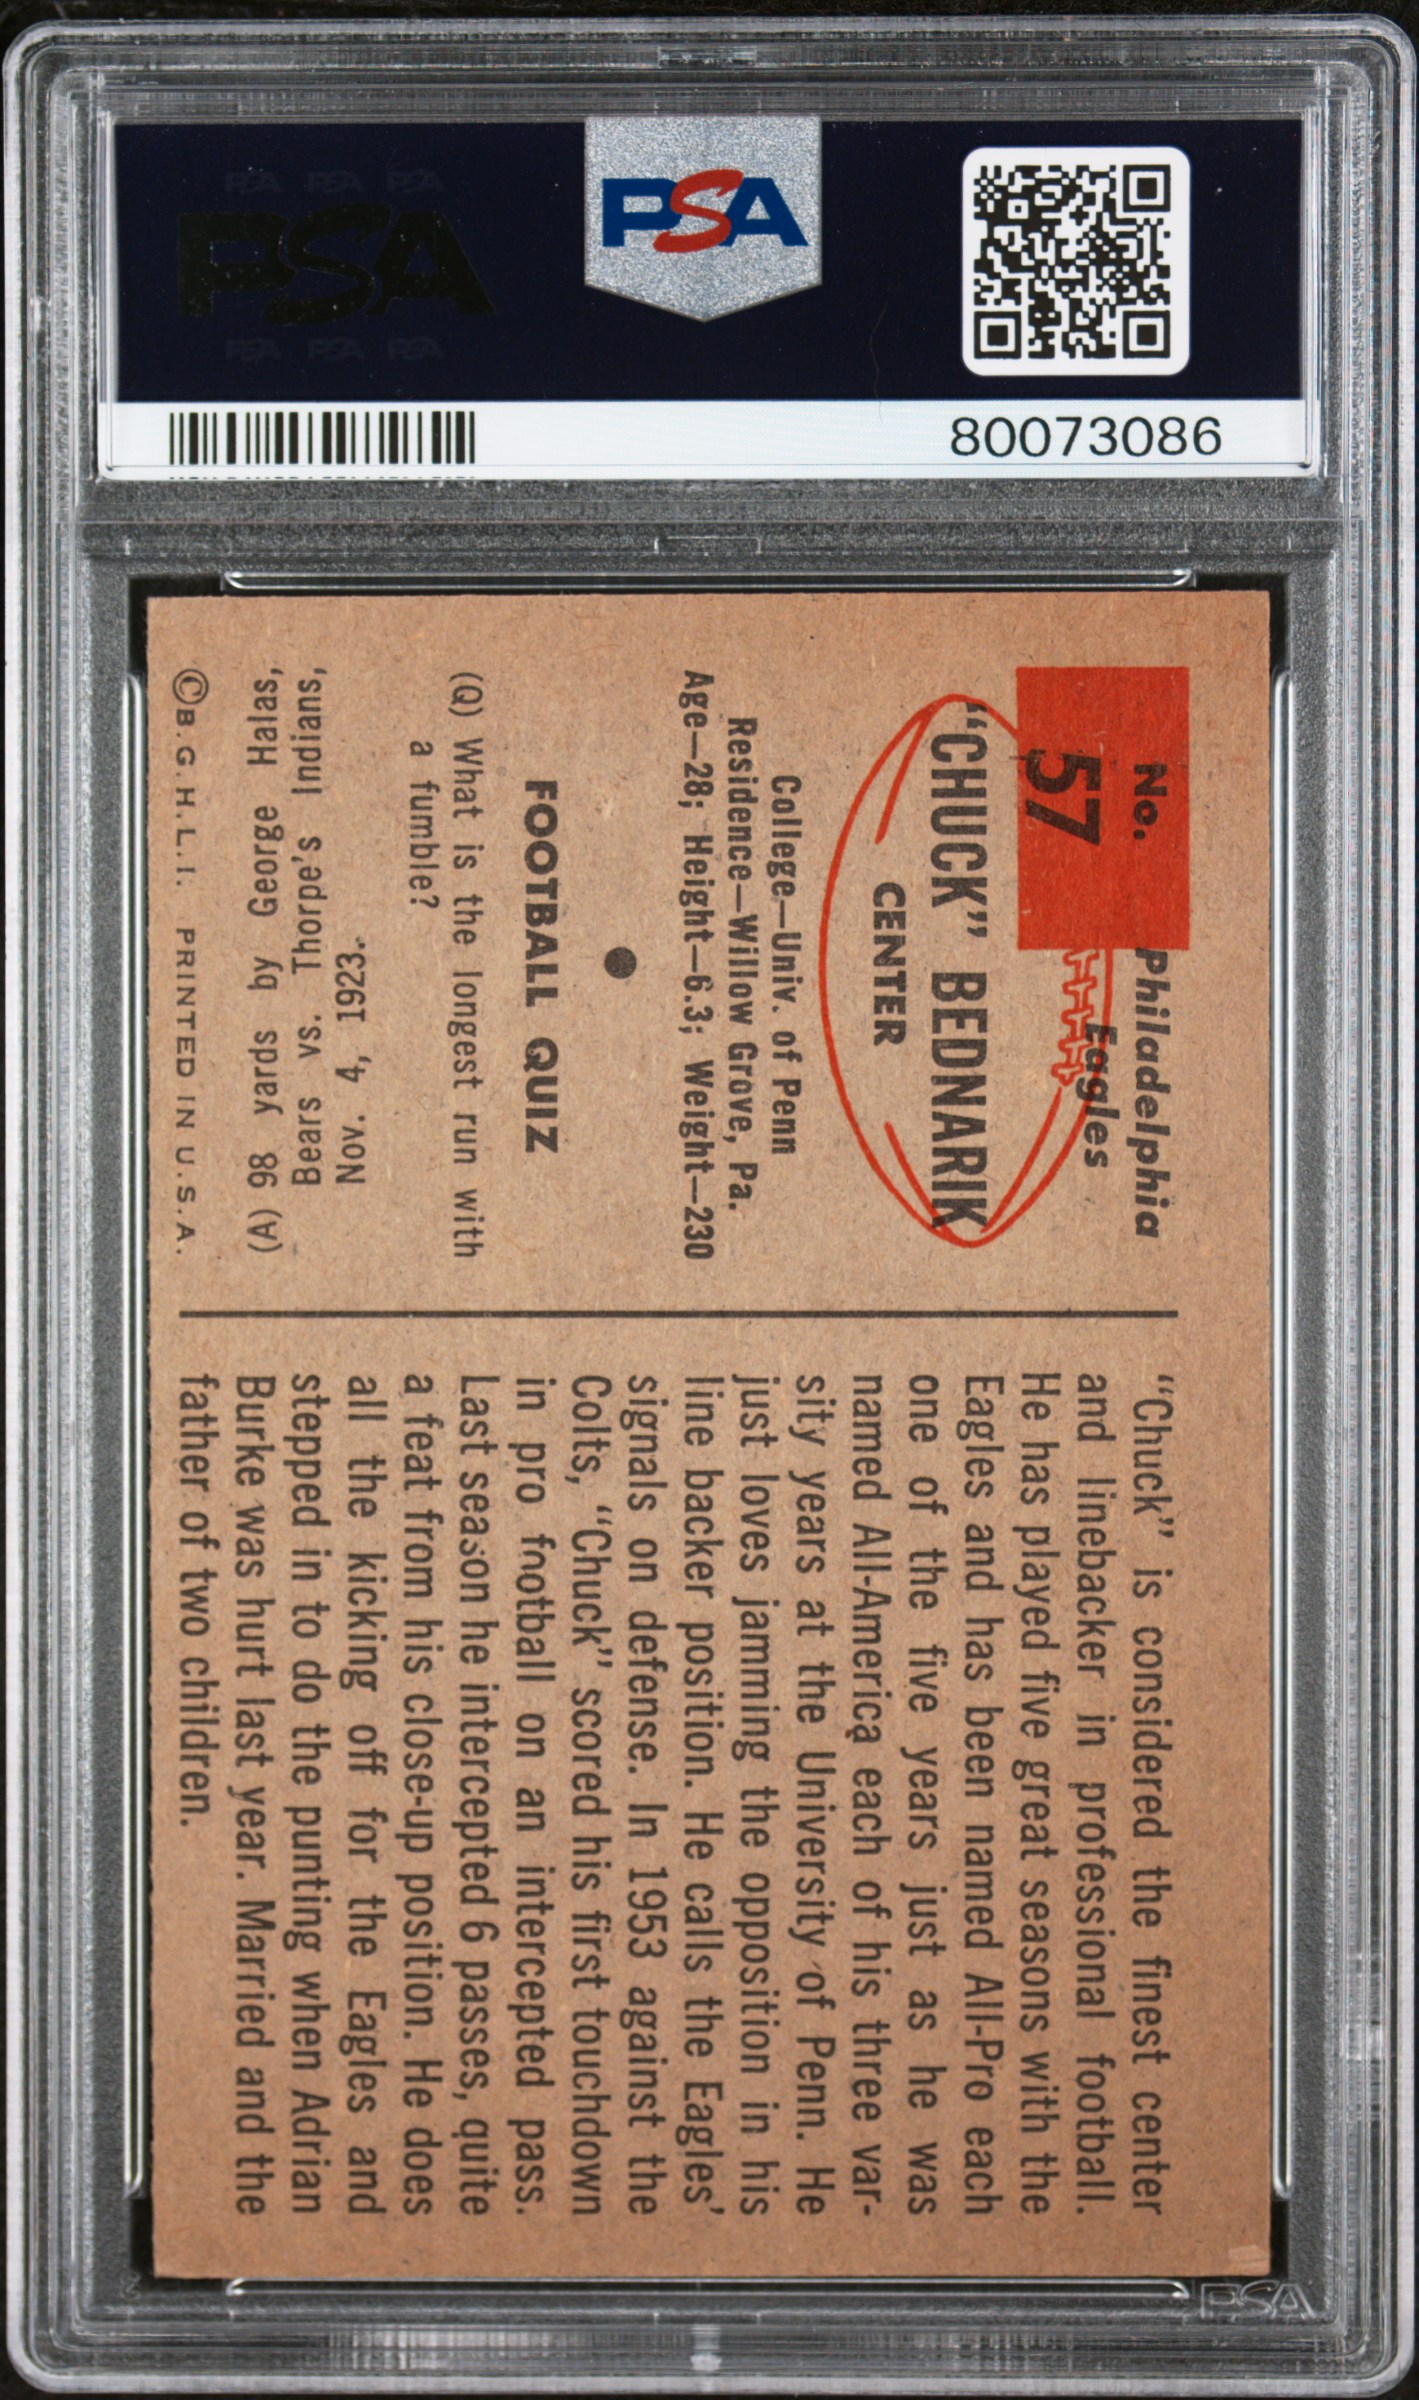 PSA PSA PSA
PSA
PSA PSA PSA
PSA
80073086
No.
57
Philadelphia
Eagles
"CHUCK" BEDNARIK
CENTER
College—Univ. of Penn
Residence—Willow Grove, Pa.
Age—28; Height—6.3; Weight—230
FOOTBALL QUIZ
(Q) What is the longest run with
a fumble?
(A) 98 yards by George Halas,
Bears vs. Thorpe's Indians,
Nov. 4, 1923.
©B.G.H.L.I. PRINTED IN U.S.A.
"Chuck" is considered the finest center
and linebacker in professional football.
He has played five great seasons with the
Eagles and has been named All-Pro each
one of the five years just as he was
named All-America each of his three var-
sity years at the University of Penn. He
just loves jamming the opposition in his
line backer position. He calls the Eagles'
signals on defense. In 1953 against the
Colts, "Chuck" scored his first touchdown
in pro football on an intercepted pass.
Last season he intercepted 6 passes, quite
a feat from his close-up position. He does
all the kicking off for the Eagles and
stepped in to do the punting when Adrian
Burke was hurt last year. Married and the
father of two children.
PSA